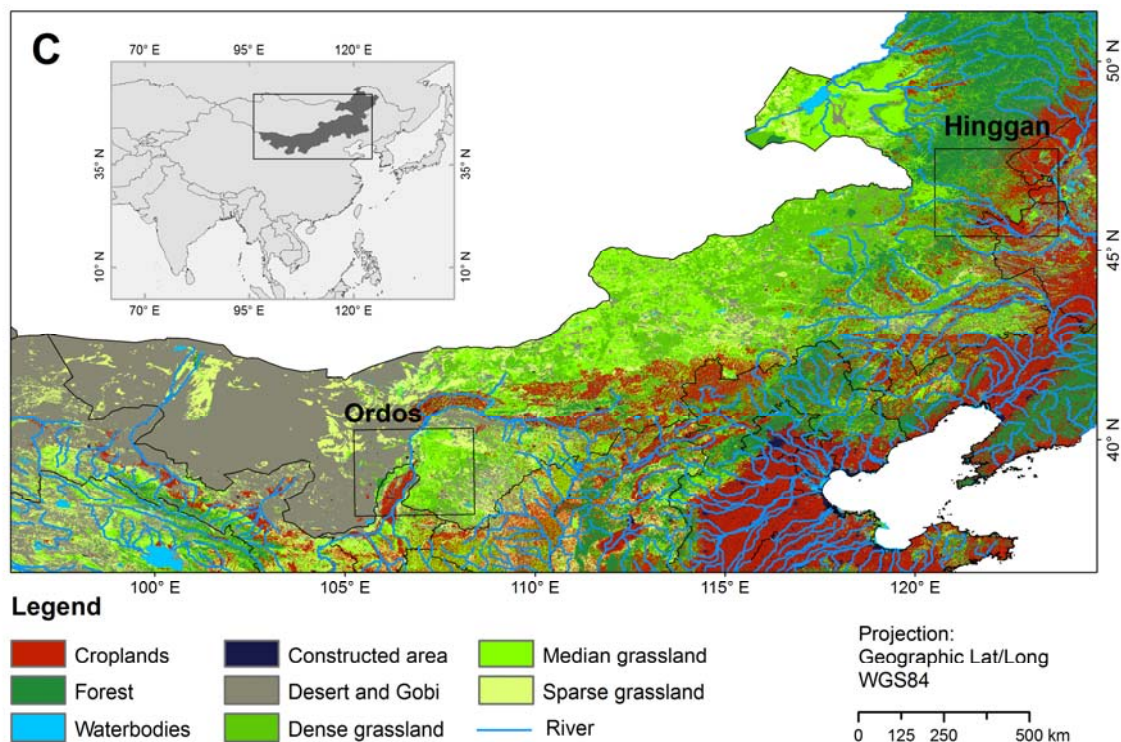 C
70° E 95° E 120° E
35° N
10° N
35° N
10° N
70° E 95° E 120° E
Hinggan
Ordos
50° N
45° N
40° N
100° E 105° E 110° E 115° E 120° E
Legend
Croplands
Forest
Waterbodies
Constructed area
Desert and Gobi
Dense grassland
Median grassland
Sparse grassland
River
Projection:
Geographic Lat/Long
WGS84
0 125 250 500 km